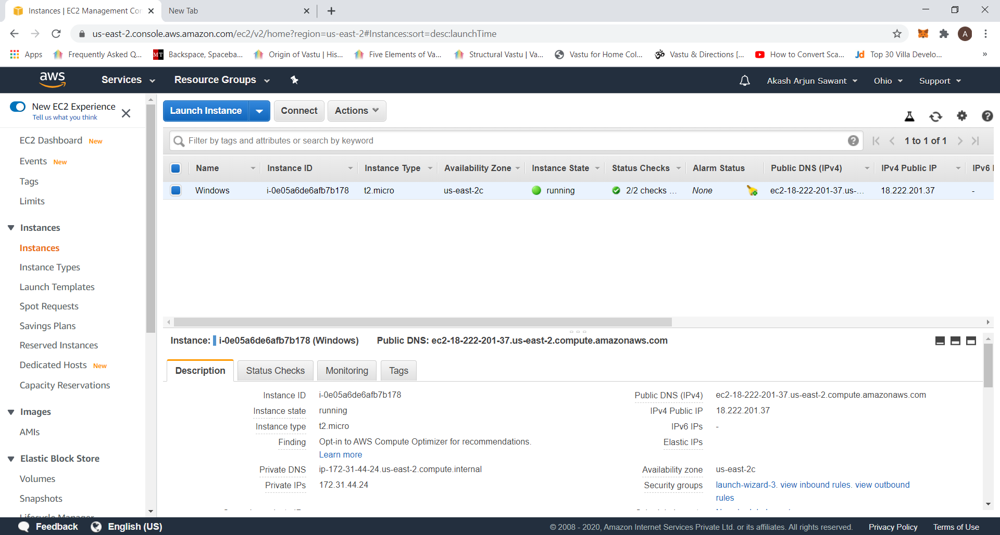 Instances | EC2 Management Con
New Tab
us-east-2.console.aws.amazon.com/ec2/v2/home?region=us-east-2#Instances:sort=desc:launchTime
A
Apps
Frequently Asked Q...
MT
Backspace, Spaceba...
Origin of Vastu | His...
Five Elements of Va...
Structural Vastu | Va...
Vastu for Home Col...
ॐ
Vastu & Directions [...
How to Convert Sca...
Jd
Top 30 Villa Develo...
»
aws
Services
Resource Groups
Akash Arjun Sawant
Ohio
Support
New EC2 Experience
Tell us what you think
EC2 Dashboard New
Events New
Tags
Limits
Instances
Instances
Instance Types
Launch Templates
Spot Requests
Savings Plans
Reserved Instances
Dedicated Hosts New
Capacity Reservations
Images
AMIs
Elastic Block Store
Volumes
Snapshots
Lifecycle Manager
Launch Instance
Connect
Actions
Filter by tags and attributes or search by keyword
1 to 1 of 1
Name
Instance ID
Instance Type
Availability Zone
Instance State
Status Checks
Alarm Status
Public DNS (IPv4)
IPv4 Public IP
IPv6 I
Windows
i-0e05a6de6afb7b178
t2.micro
us-east-2c
running
2/2 checks ...
None
ec2-18-222-201-37.us-...
18.222.201.37
-
Instance: i-0e05a6de6afb7b178 (Windows) Public DNS: ec2-18-222-201-37.us-east-2.compute.amazonaws.com
Description
Status Checks
Monitoring
Tags
Instance ID i-0e05a6de6afb7b178
Instance state running
Instance type t2.micro
Finding Opt-in to AWS Compute Optimizer for recommendations.
Learn more
Private DNS ip-172-31-44-24.us-east-2.compute.internal
Private IPs 172.31.44.24
Public DNS (IPv4) ec2-18-222-201-37.us-east-2.compute.amazonaws.com
IPv4 Public IP 18.222.201.37
IPv6 IPs -
Elastic IPs
Availability zone us-east-2c
Security groups launch-wizard-3. view inbound rules. view outbound
rules
Feedback
English (US)
© 2008 - 2020, Amazon Internet Services Private Ltd. or its affiliates. All rights reserved.
Privacy Policy
Terms of Use